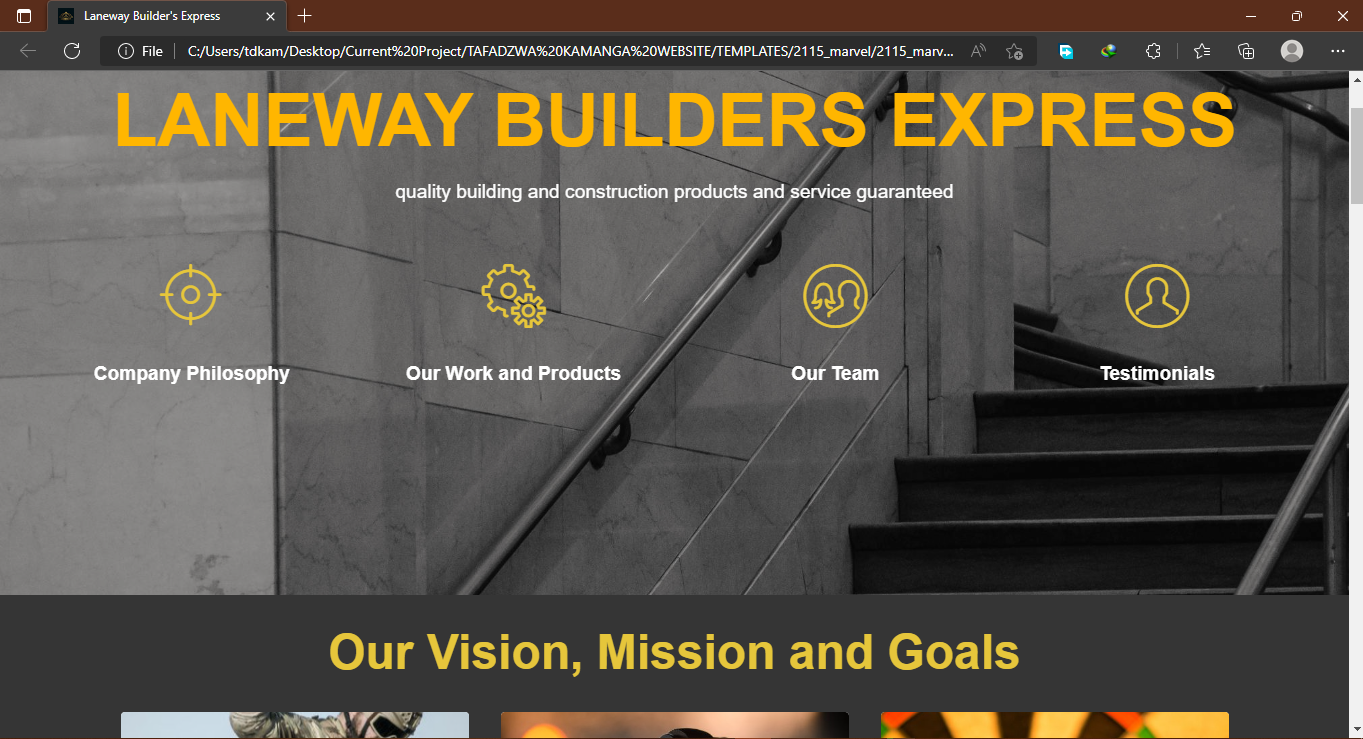 Laneway Builder's Express
File
C:/Users/tdkam/Desktop/Current%20Project/TAFADZWA%20KAMANGA%20WEBSITE/TEMPLATES/2115_marvel/2115_marv...
LANEWAY BUILDERS EXPRESS
quality building and construction products and service guaranteed
Company Philosophy
Our Work and Products
Our Team
Testimonials
Our Vision, Mission and Goals